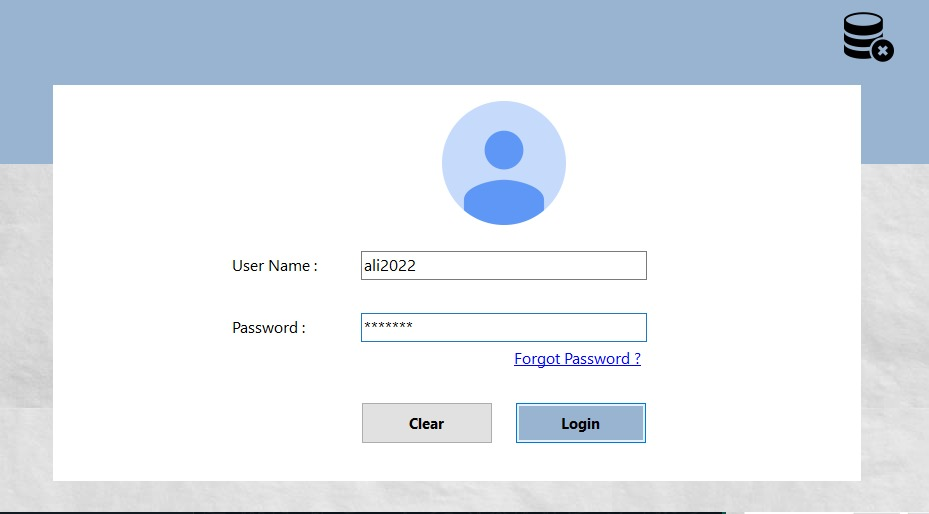 User Name : ali2022
Password : *******
Forgot Password ?
Clear Login